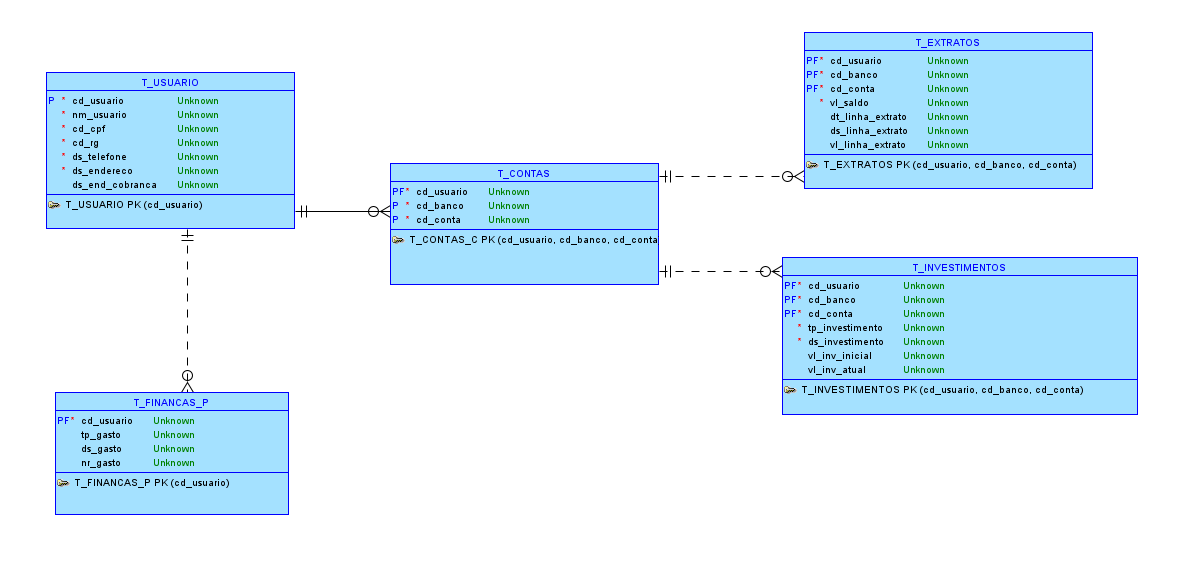 T_USUARIO
P * cd_usuario Unknown
* nm_usuario Unknown
* cd_cpf Unknown
* cd_rg Unknown
* ds_telefone Unknown
* ds_endereco Unknown
ds_end_cobranca Unknown
T_USUARIO PK (cd_usuario)
T_FINANCAS_P
PF* cd_usuario Unknown
tp_gasto Unknown
ds_gasto Unknown
nr_gasto Unknown
T_FINANCAS_P PK (cd_usuario)
T_CONTAS
PF* cd_usuario Unknown
P * cd_banco Unknown
P * cd_conta Unknown
T_CONTAS_C PK (cd_usuario, cd_banco, cd_conta
T_EXTRATOS
PF* cd_usuario Unknown
PF* cd_banco Unknown
PF* cd_conta Unknown
* vl_saldo Unknown
dt_linha_extrato Unknown
ds_linha_extrato Unknown
vl_linha_extrato Unknown
T_EXTRATOS PK (cd_usuario, cd_banco, cd_conta)
T_INVESTIMENTOS
PF* cd_usuario Unknown
PF* cd_banco Unknown
PF* cd_conta Unknown
* tp_investimento Unknown
* ds_investimento Unknown
vl_inv_inicial Unknown
vl_inv_atual Unknown
T_INVESTIMENTOS PK (cd_usuario, cd_banco, cd_conta)